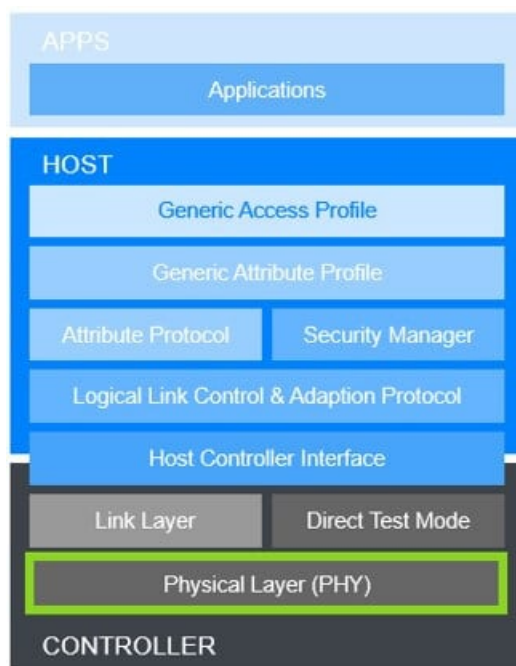 APPS
Applications
HOST
Generic Access Profile
Generic Attribute Profile
Attribute Protocol
Security Manager
Logical Link Control & Adaption Protocol
Host Controller Interface
Link Layer
Direct Test Mode
Physical Layer (PHY)
CONTROLLER